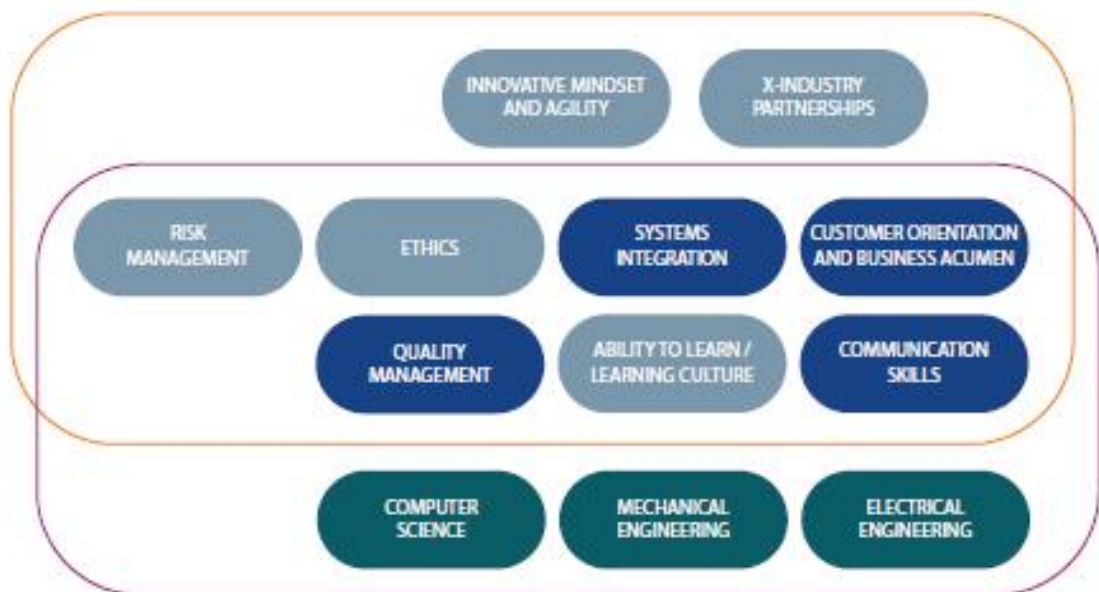 INNOVATIVE MINDSET
AND AGILITY
X-INDUSTRY
PARTNERSHIPS
RISK
MANAGEMENT
ETHICS
SYSTEMS
INTEGRATION
CUSTOMER ORIENTATION
AND BUSINESS ACUMEN
QUALITY
MANAGEMENT
ABILITY TO LEARN /
LEARNING CULTURE
COMMUNICATION
SKILLS
COMPUTER
SCIENCE
MECHANICAL
ENGINEERING
ELECTRICAL
ENGINEERING